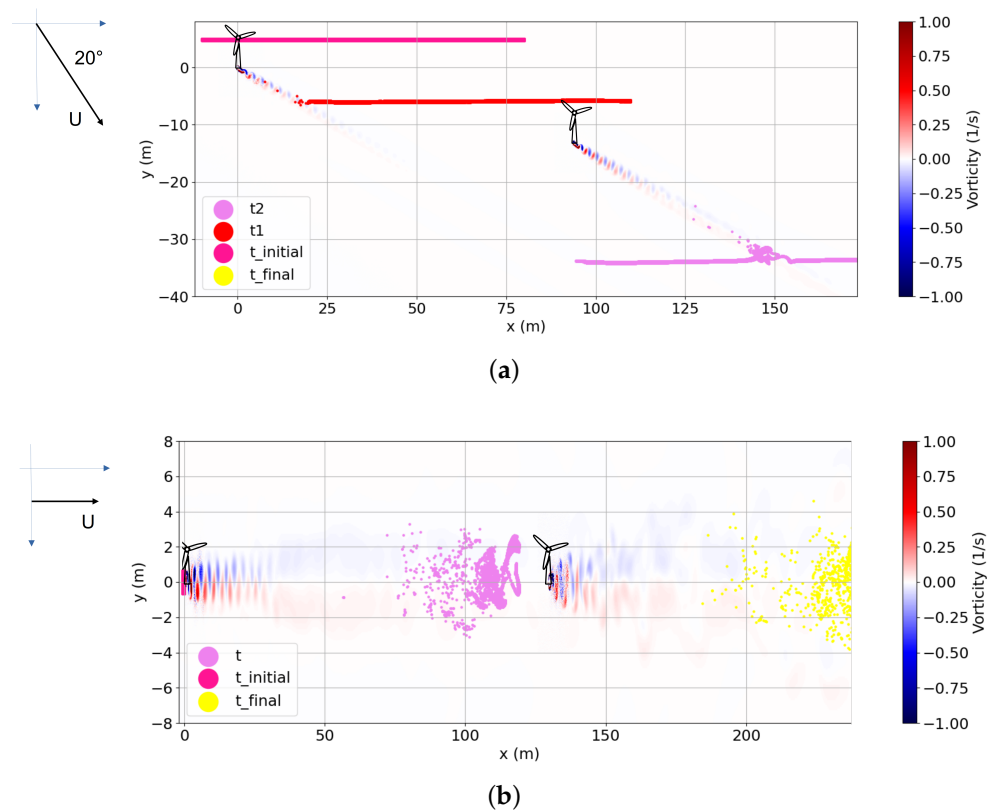 20°
U
y (m)
0
−10
−20
−30
−40
t2
t1
t_initial
t_final
0 25 50 75 100 125 150
x (m)
1.00
0.75
0.50
0.25
0.00
−0.25
−0.50
−0.75
−1.00
Vorticity (1/s)
(a)
U
y (m)
8
6
4
2
0
−2
−4
−6
−8
t
t_initial
t_final
0 50 100 150 200
x (m)
1.00
0.75
0.50
0.25
0.00
−0.25
−0.50
−0.75
−1.00
Vorticity (1/s)
(b)